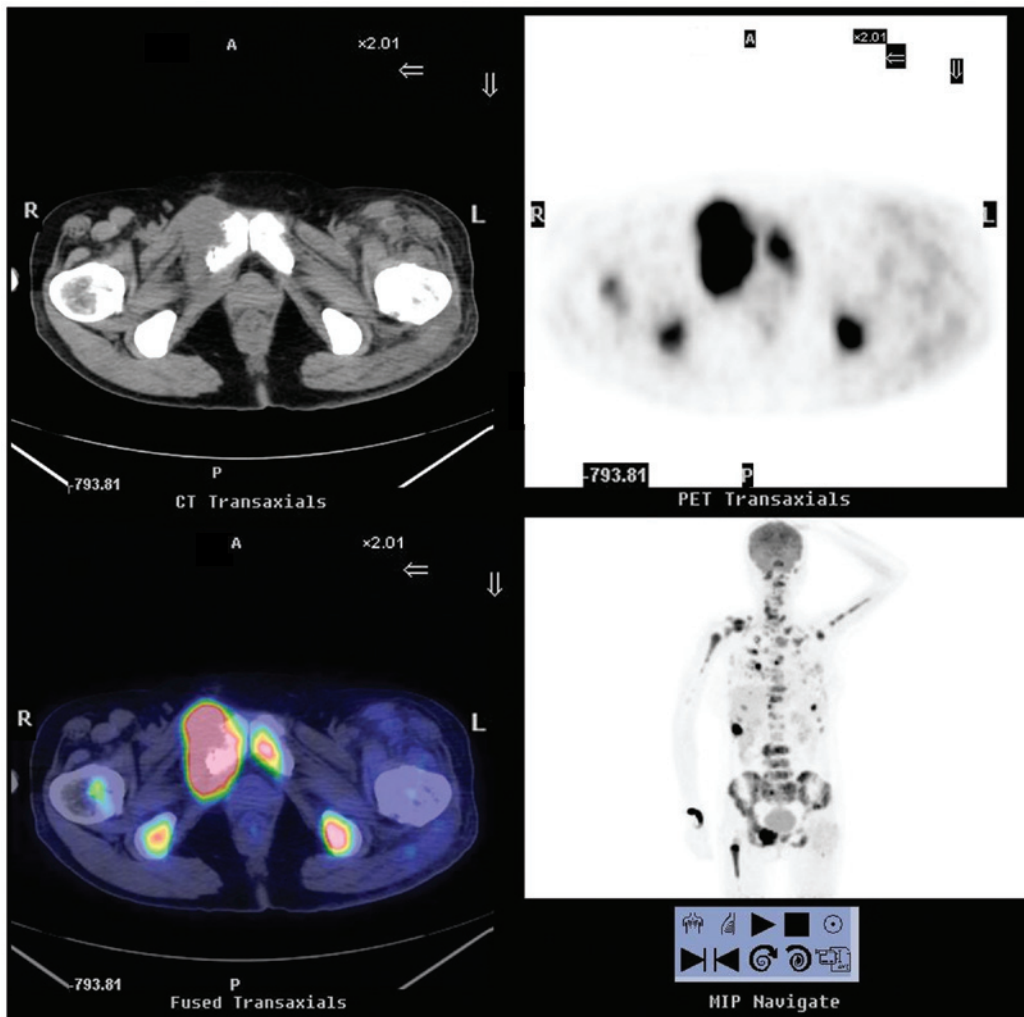 A ×2.01
R L
-793.81 P
CT Transaxials
A ×2.01
R L
-793.81 P
PET Transaxials
A ×2.01
R L
-793.81 P
Fused Transaxials
MIP Navigate